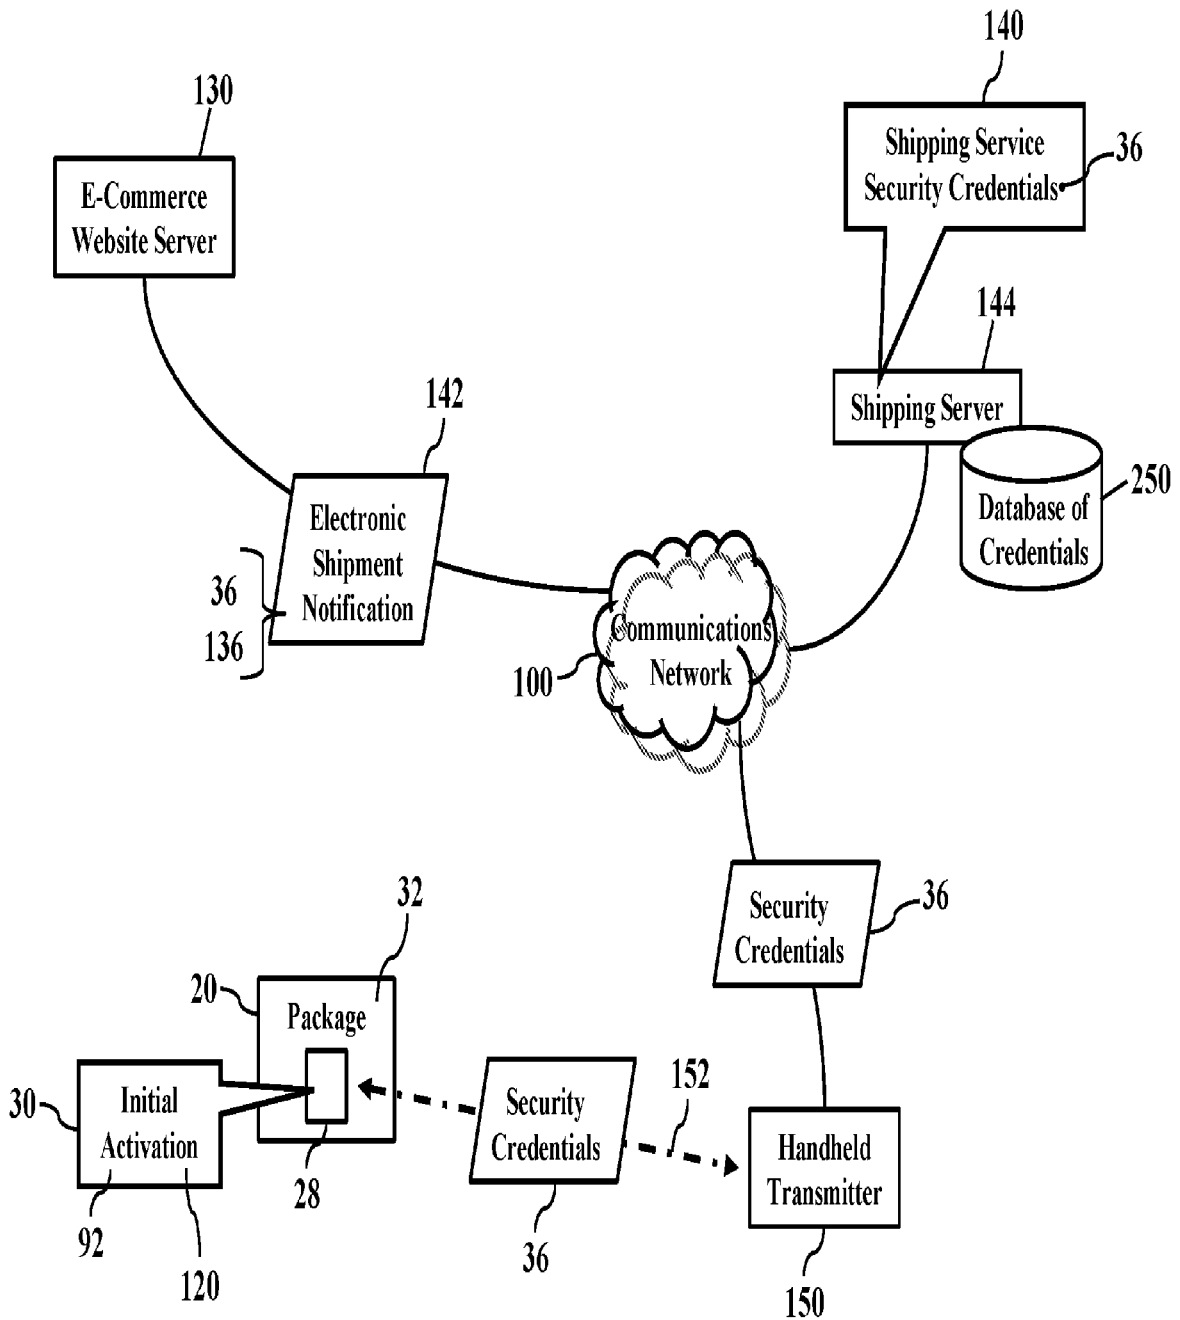 140
130
Shipping Service
Security Credentials
36
E-Commerce
Website Server
144
142
Shipping Server
250
Database of
Credentials
Electronic
Shipment
Notification
36
136
Communications
Network
100
32
Security
Credentials
36
20
Package
152
30
Initial
Activation
Security
Credentials
Handheld
Transmitter
28
92
36
120
150